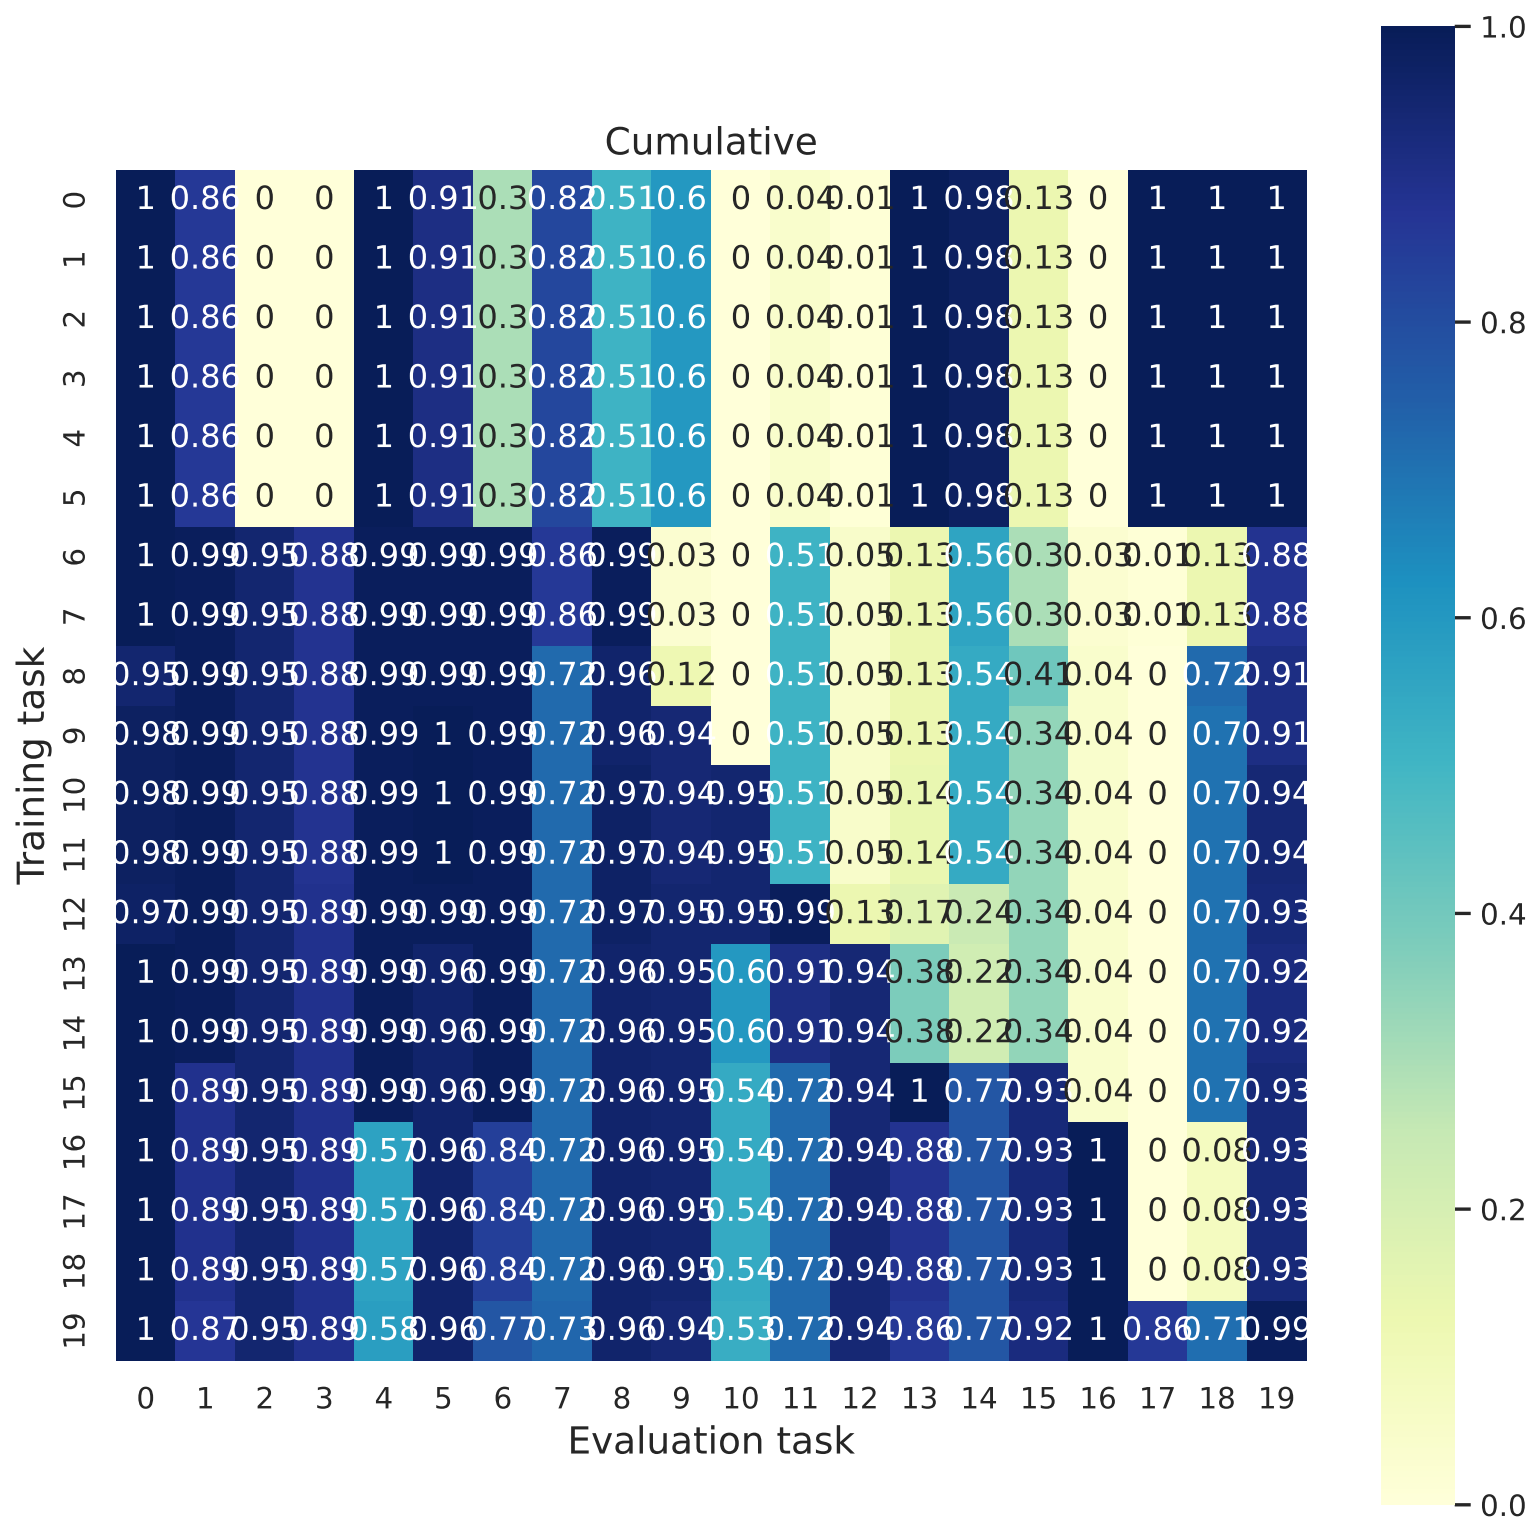 Cumulative
0 1 0.86 0 0 1 0.91 0.3 0.82 0.51 0.6 0 0.04 0.01 1 0.98 0.13 0 1 1 1
1 1 0.86 0 0 1 0.91 0.3 0.82 0.51 0.6 0 0.04 0.01 1 0.98 0.13 0 1 1 1
2 1 0.86 0 0 1 0.91 0.3 0.82 0.51 0.6 0 0.04 0.01 1 0.98 0.13 0 1 1 1
3 1 0.86 0 0 1 0.91 0.3 0.82 0.51 0.6 0 0.04 0.01 1 0.98 0.13 0 1 1 1
4 1 0.86 0 0 1 0.91 0.3 0.82 0.51 0.6 0 0.04 0.01 1 0.98 0.13 0 1 1 1
5 1 0.86 0 0 1 0.91 0.3 0.82 0.51 0.6 0 0.04 0.01 1 0.98 0.13 0 1 1 1
6 1 0.99 0.95 0.88 0.99 0.99 0.99 0.86 0.99 0.03 0 0.51 0.05 0.13 0.56 0.3 0.03 0.01 0.13 0.88
7 1 0.99 0.95 0.88 0.99 0.99 0.99 0.86 0.99 0.03 0 0.51 0.05 0.13 0.56 0.3 0.03 0.01 0.13 0.88
8 0.95 0.99 0.95 0.88 0.99 0.99 0.99 0.72 0.96 0.12 0 0.51 0.05 0.13 0.54 0.41 0.04 0 0.72 0.91
9 0.98 0.99 0.95 0.88 0.99 1 0.99 0.72 0.96 0.94 0 0.51 0.05 0.13 0.54 0.34 0.04 0 0.7 0.91
10 0.98 0.99 0.95 0.88 0.99 1 0.99 0.72 0.97 0.94 0.95 0.51 0.05 0.14 0.54 0.34 0.04 0 0.7 0.94
11 0.98 0.99 0.95 0.88 0.99 1 0.99 0.72 0.97 0.94 0.95 0.51 0.05 0.14 0.54 0.34 0.04 0 0.7 0.94
12 0.97 0.99 0.95 0.89 0.99 0.99 0.99 0.72 0.97 0.95 0.95 0.99 0.13 0.17 0.24 0.34 0.04 0 0.7 0.93
13 1 0.99 0.95 0.89 0.99 0.96 0.99 0.72 0.96 0.95 0.6 0.91 0.94 0.38 0.22 0.34 0.04 0 0.7 0.92
14 1 0.99 0.95 0.89 0.99 0.96 0.99 0.72 0.96 0.95 0.6 0.91 0.94 0.38 0.22 0.34 0.04 0 0.7 0.92
15 1 0.89 0.95 0.89 0.99 0.96 0.99 0.72 0.96 0.95 0.54 0.72 0.94 1 0.77 0.93 0.04 0 0.7 0.93
16 1 0.89 0.95 0.89 0.57 0.96 0.84 0.72 0.96 0.95 0.54 0.72 0.94 0.88 0.77 0.93 1 0 0.08 0.93
17 1 0.89 0.95 0.89 0.57 0.96 0.84 0.72 0.96 0.95 0.54 0.72 0.94 0.88 0.77 0.93 1 0 0.08 0.93
18 1 0.89 0.95 0.89 0.57 0.96 0.84 0.72 0.96 0.95 0.54 0.72 0.94 0.88 0.77 0.93 1 0 0.08 0.93
19 1 0.87 0.95 0.89 0.58 0.96 0.77 0.73 0.96 0.94 0.53 0.72 0.94 0.86 0.77 0.92 1 0.86 0.71 0.99
0 1 2 3 4 5 6 7 8 9 10 11 12 13 14 15 16 17 18 19
Evaluation task
Training task
1.0
0.8
0.6
0.4
0.2
0.0